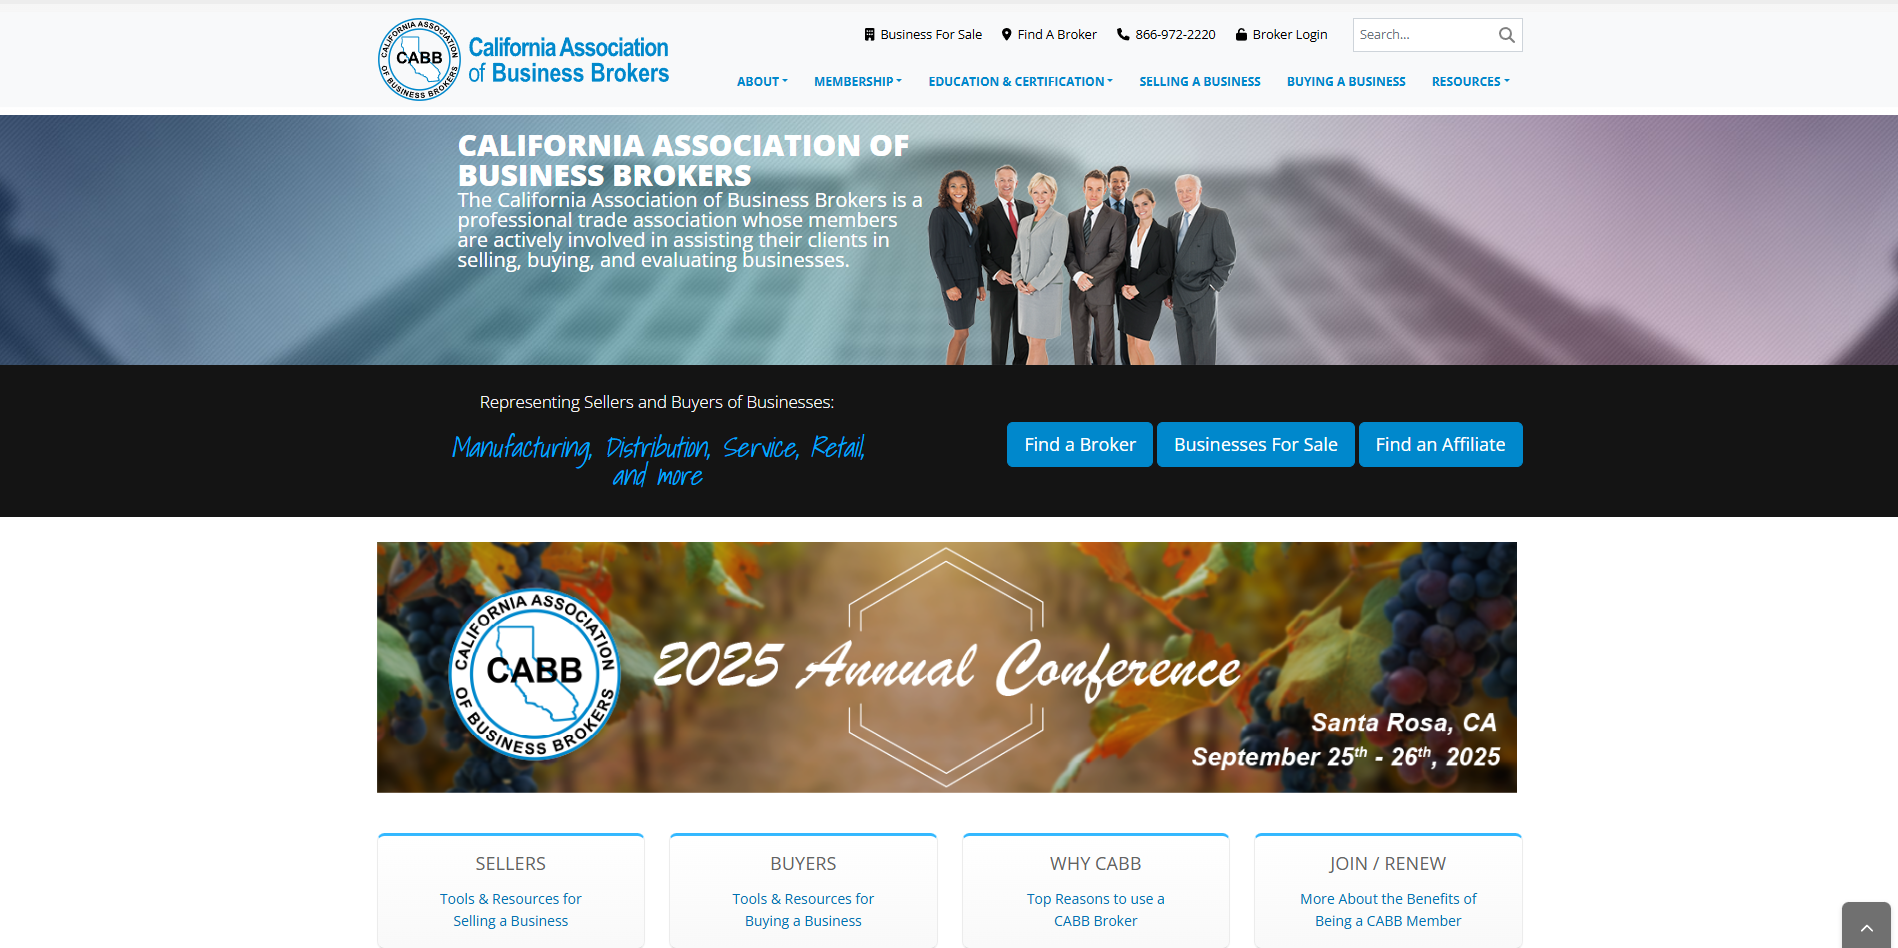 CALIFORNIA ASSOCIATION
OF BUSINESS BROKERS
CABB
California Association
of Business Brokers
Business For Sale
Find A Broker
866-972-2220
Broker Login
Search...
ABOUT
MEMBERSHIP
EDUCATION & CERTIFICATION
SELLING A BUSINESS
BUYING A BUSINESS
RESOURCES
CALIFORNIA ASSOCIATION OF
BUSINESS BROKERS
The California Association of Business Brokers is a
professional trade association whose members
are actively involved in assisting their clients in
selling, buying, and evaluating businesses.
Representing Sellers and Buyers of Businesses:
Manufacturing, Distribution, Service, Retail,
and more
Find a Broker
Businesses For Sale
Find an Affiliate
CALIFORNIA ASSOCIATION
OF BUSINESS BROKERS
CABB
2025 Annual Conference
Santa Rosa, CA
September 25th - 26th, 2025
SELLERS
Tools & Resources for
Selling a Business
BUYERS
Tools & Resources for
Buying a Business
WHY CABB
Top Reasons to use a
CABB Broker
JOIN / RENEW
More About the Benefits of
Being a CABB Member